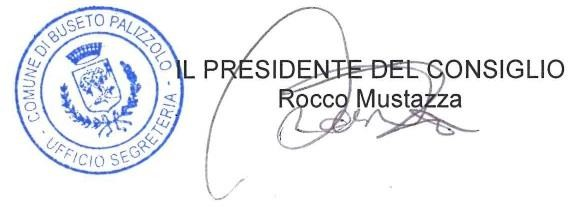 COMUNE DI BUSETO PALIZZOLO
- UFFICIO SEGRETERIA -
IL PRESIDENTE DEL CONSIGLIO
Rocco Mustazza